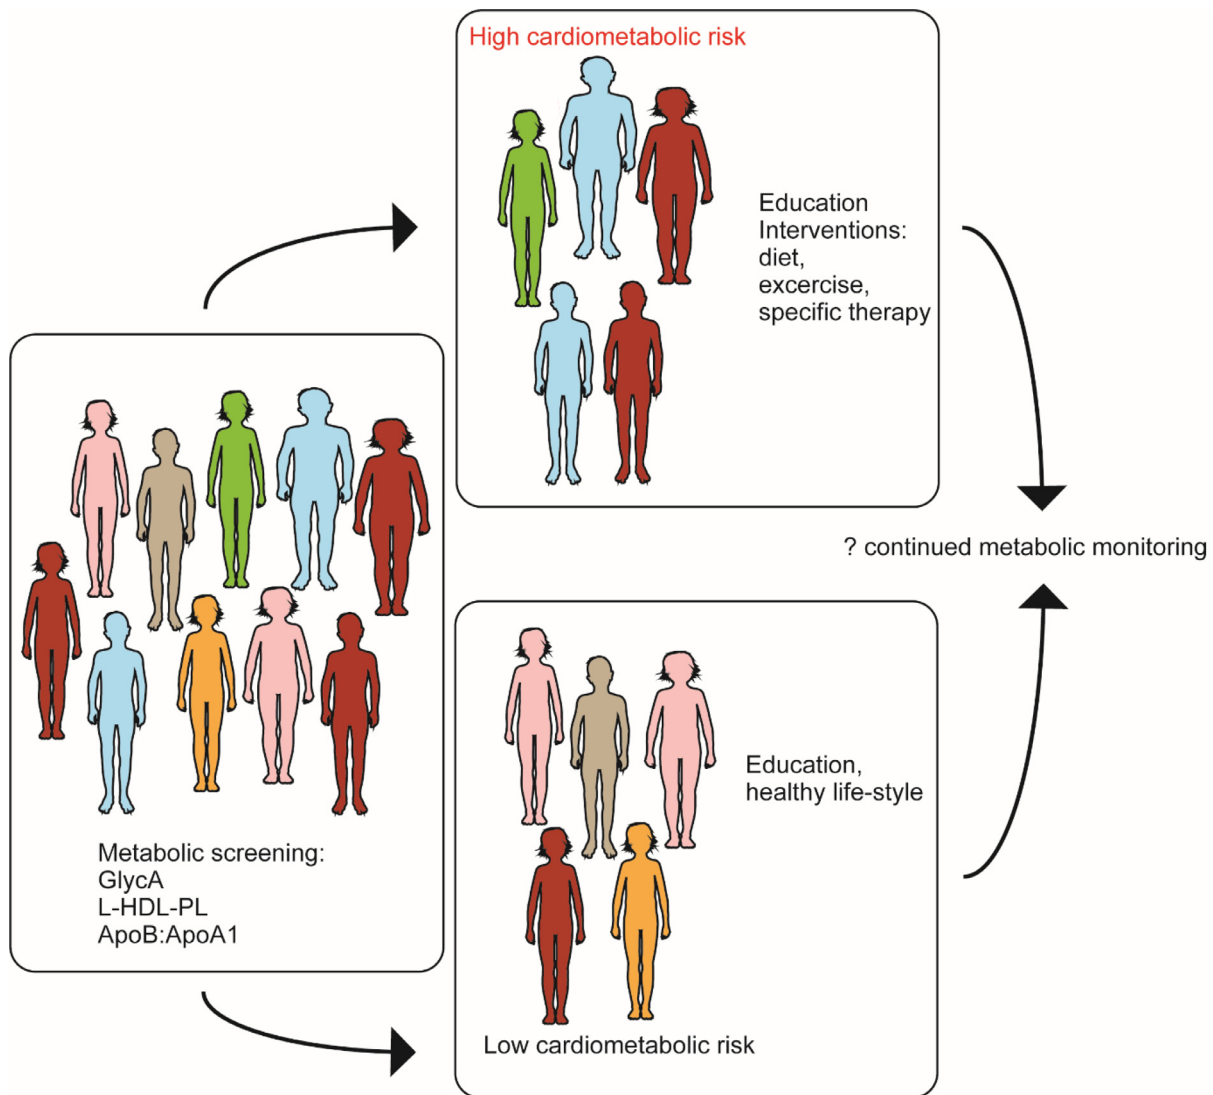 High cardiometabolic risk
Education
Interventions:
diet,
excercise,
specific therapy
Metabolic screening:
GlycA
L-HDL-PL
ApoB:ApoA1
? continued metabolic monitoring
Education,
healthy life-style
Low cardiometabolic risk